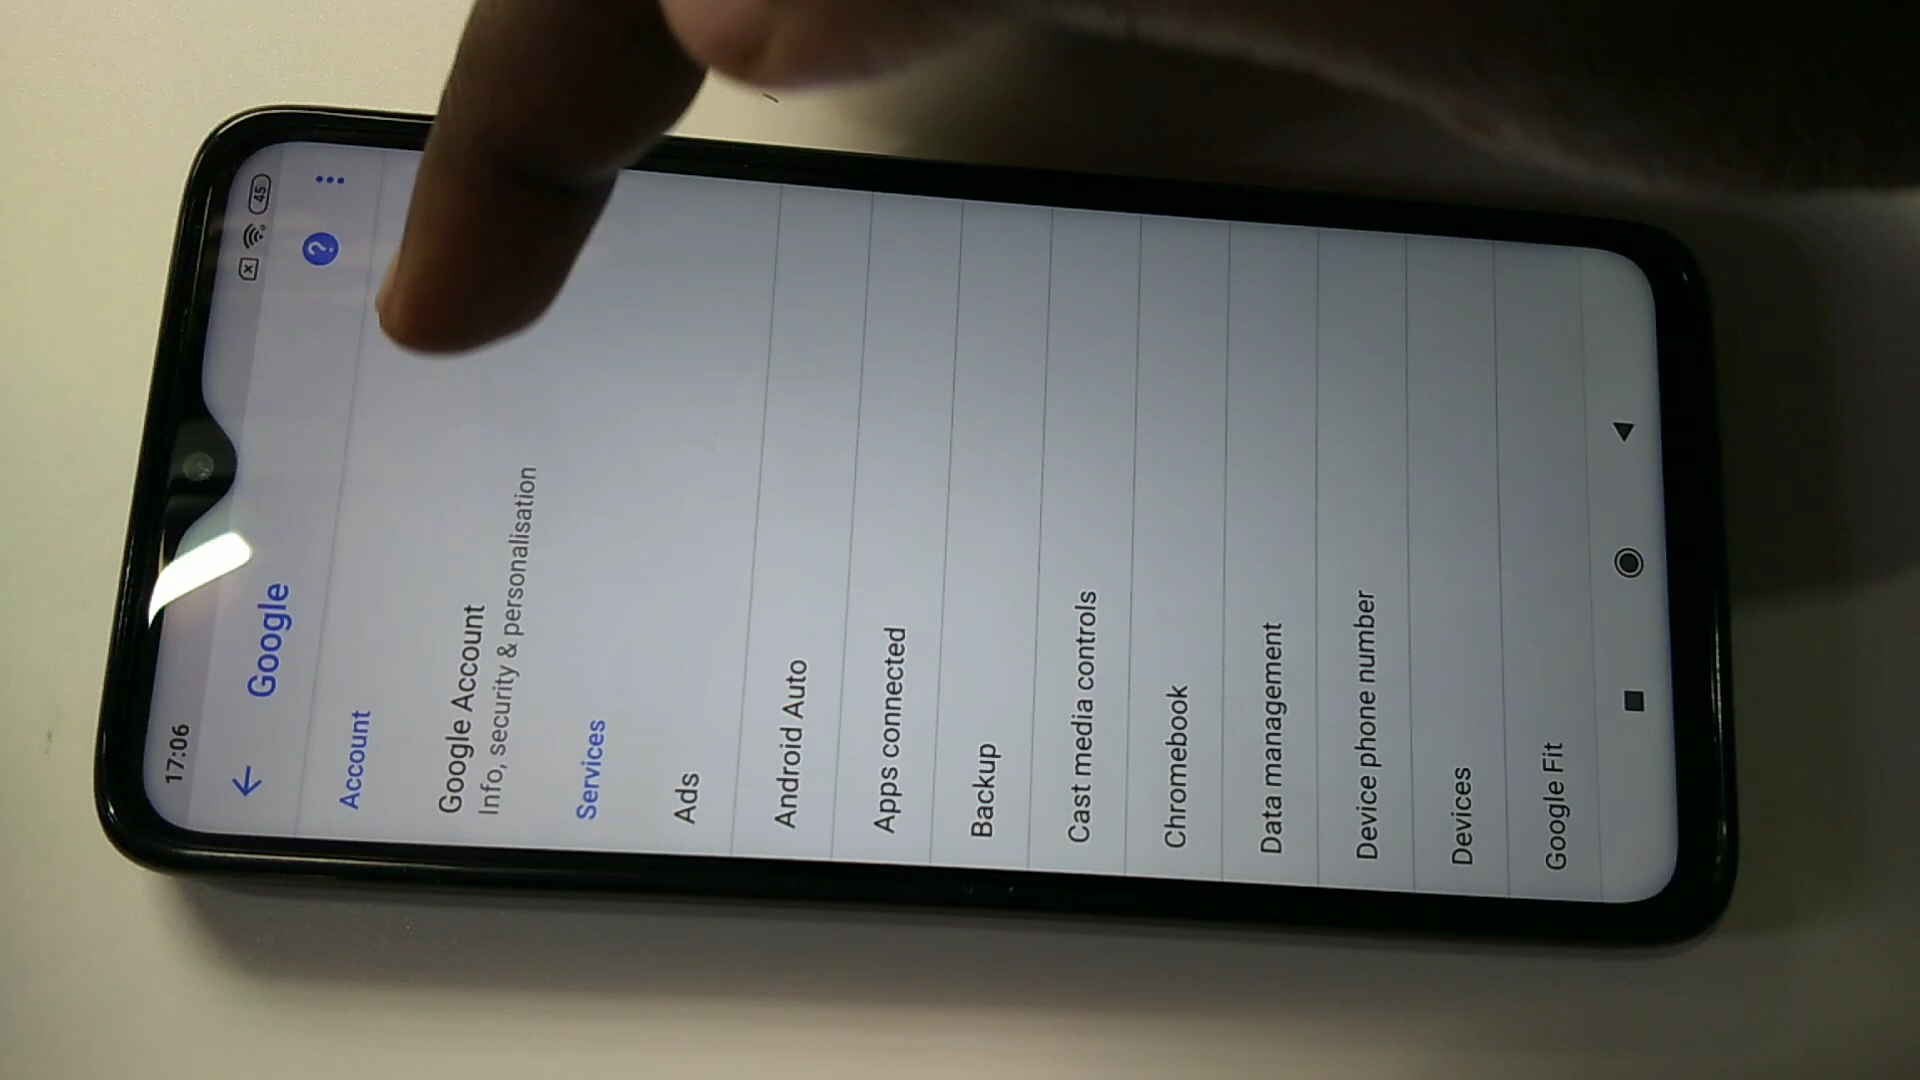 17:06
45
Google
?
Account
Google Account
Info, security & personalisation
Services
Ads
Android Auto
Apps connected
Backup
Cast media controls
Chromebook
Data management
Device phone number
Devices
Google Fit